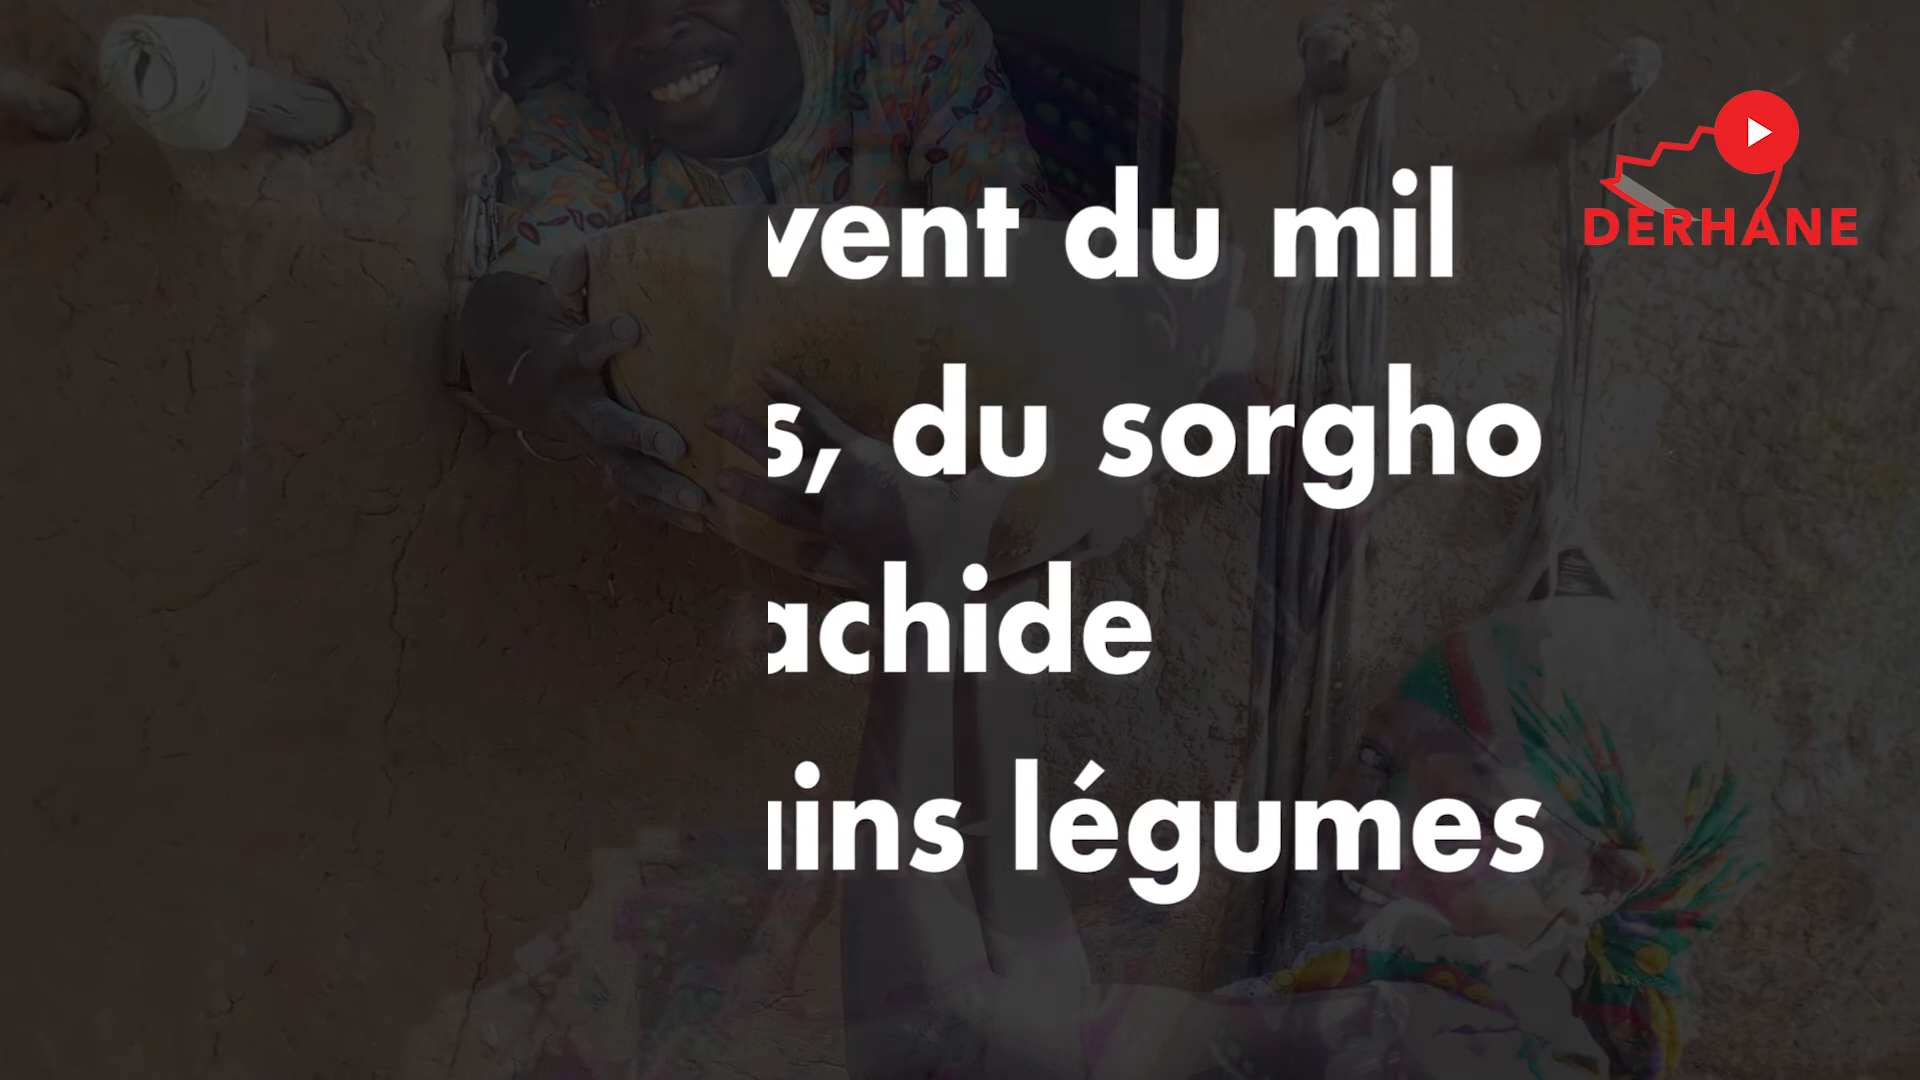 vent du mil
DERHANE
s, du sorgho
achide
ins légumes